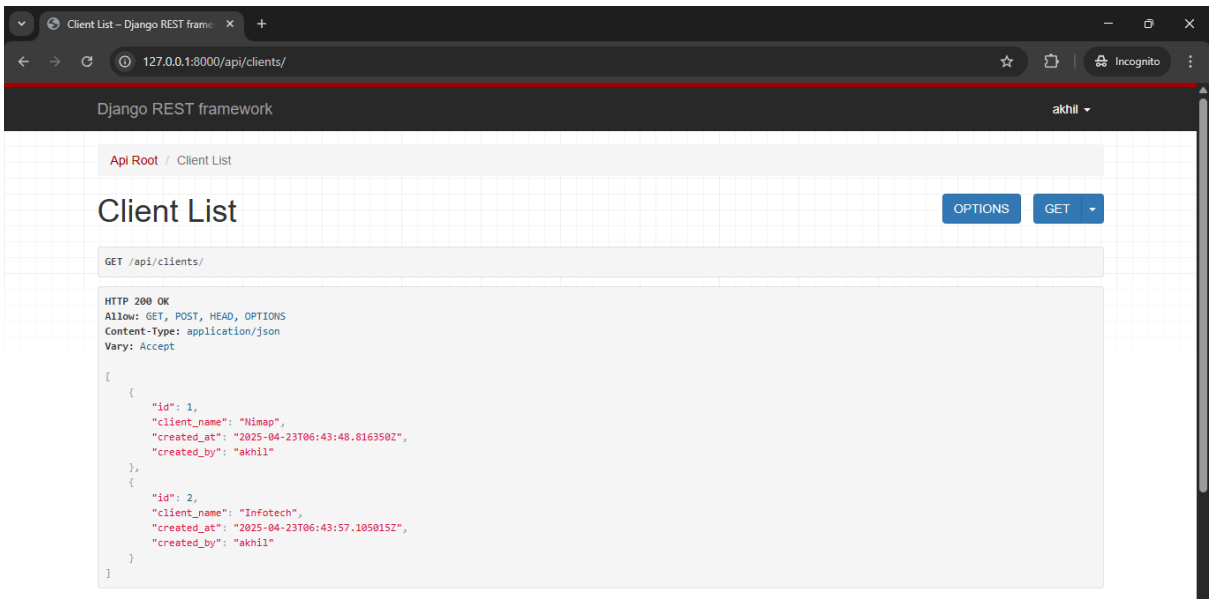 Client List – Django REST frame
127.0.0.1:8000/api/clients/
Incognito
Django REST framework
akhil
Api Root / Client List
Client List
OPTIONS
GET
GET /api/clients/
HTTP 200 OK
Allow: GET, POST, HEAD, OPTIONS
Content-Type: application/json
Vary: Accept
[
    {
        "id": 1,
        "client_name": "Nimap",
        "created_at": "2025-04-23T06:43:48.816350Z",
        "created_by": "akhil"
    },
    {
        "id": 2,
        "client_name": "Infotech",
        "created_at": "2025-04-23T06:43:57.105015Z",
        "created_by": "akhil"
    }
]